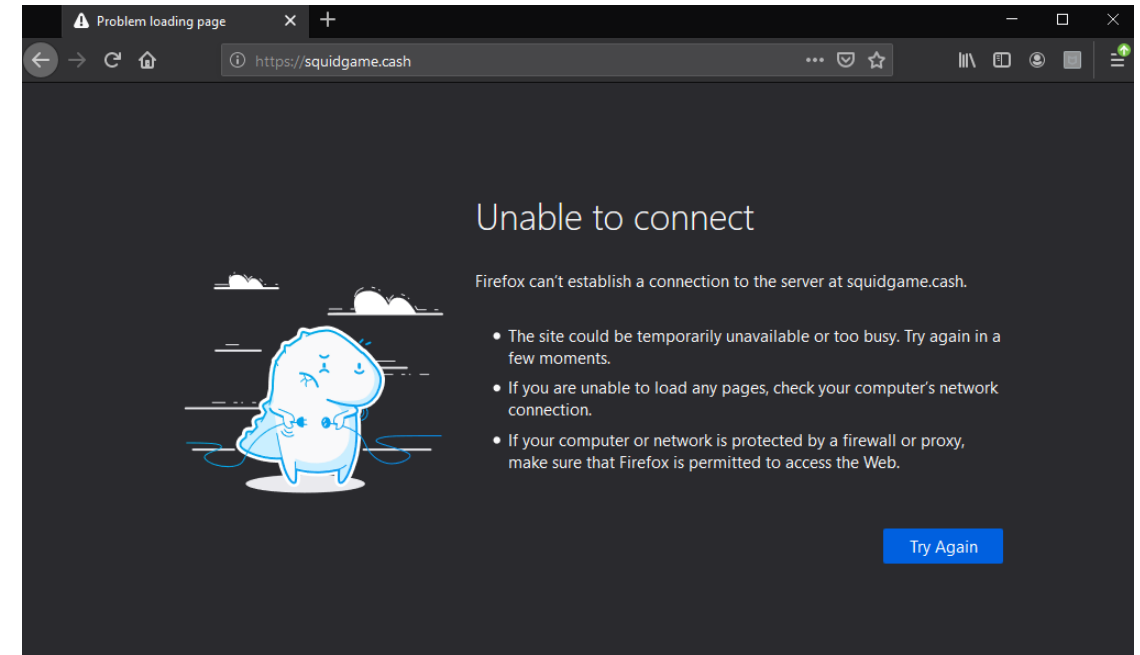 Problem loading page
https://squidgame.cash
Unable to connect
Firefox can't establish a connection to the server at squidgame.cash.
• The site could be temporarily unavailable or too busy. Try again in a
few moments.
• If you are unable to load any pages, check your computer's network
connection.
• If your computer or network is protected by a firewall or proxy,
make sure that Firefox is permitted to access the Web.
Try Again